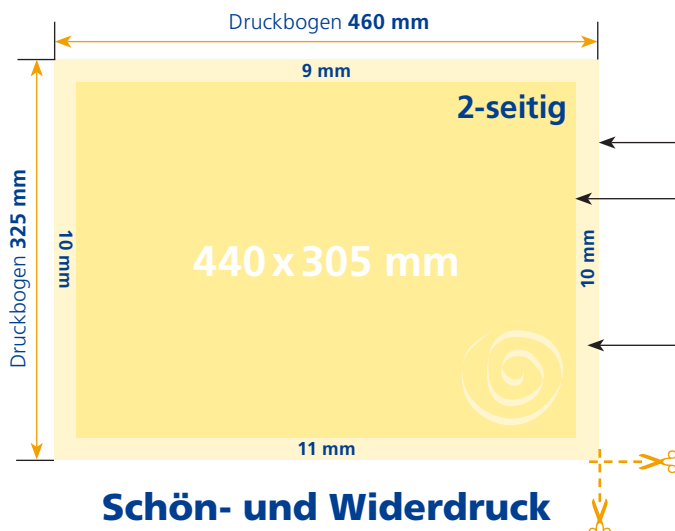 Druckbogen 460 mm
9 mm
2-seitig
Druckbogen 325 mm
10 mm
440 x 305 mm
10 mm
11 mm
Schön- und Widerdruck